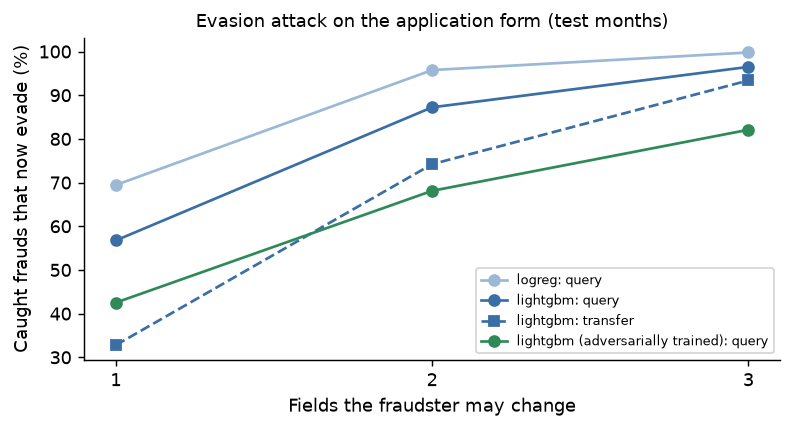 Evasion attack on the application form (test months)
Caught frauds that now evade (%)
100
90
80
70
60
50
40
30
1 2 3
Fields the fraudster may change
logreg: query
lightgbm: query
lightgbm: transfer
lightgbm (adversarially trained): query